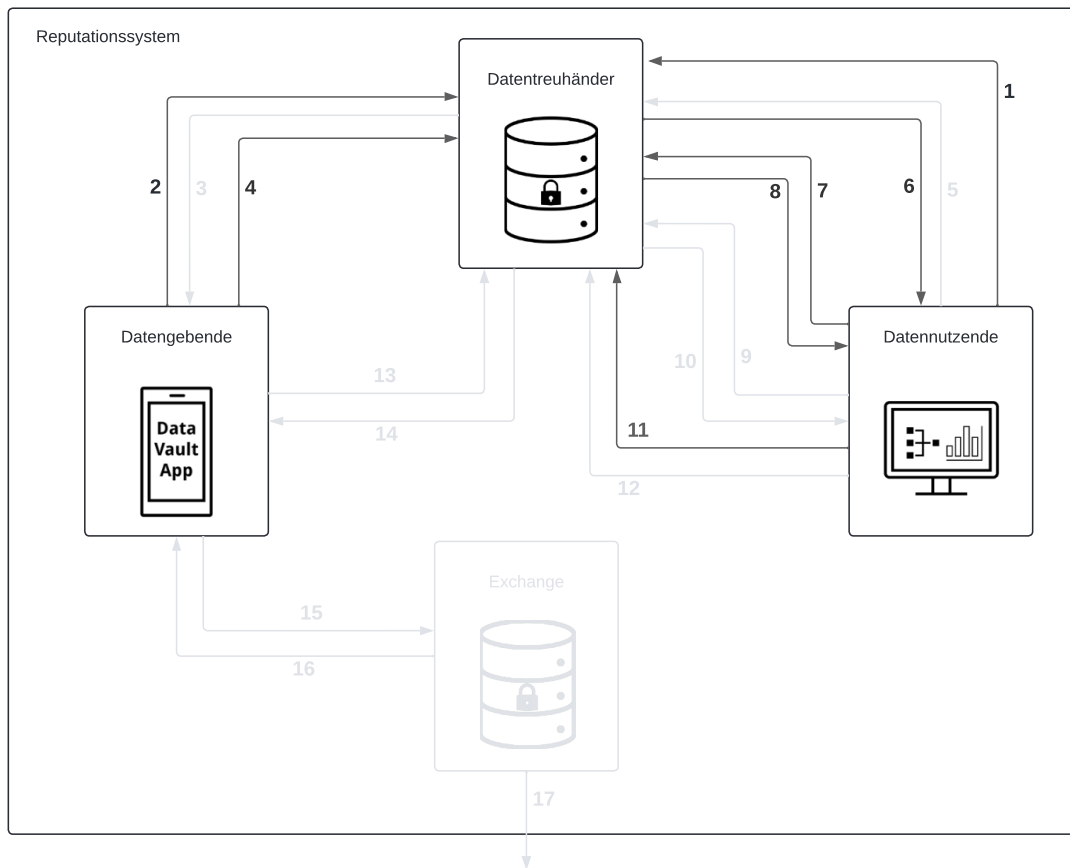 Reputationssystem
Datentreuhänder
1
2
3
4
8
7
6
5
Datengebende
Datennutzende
Data
Vault
App
13
14
10
9
11
12
Exchange
15
16
17